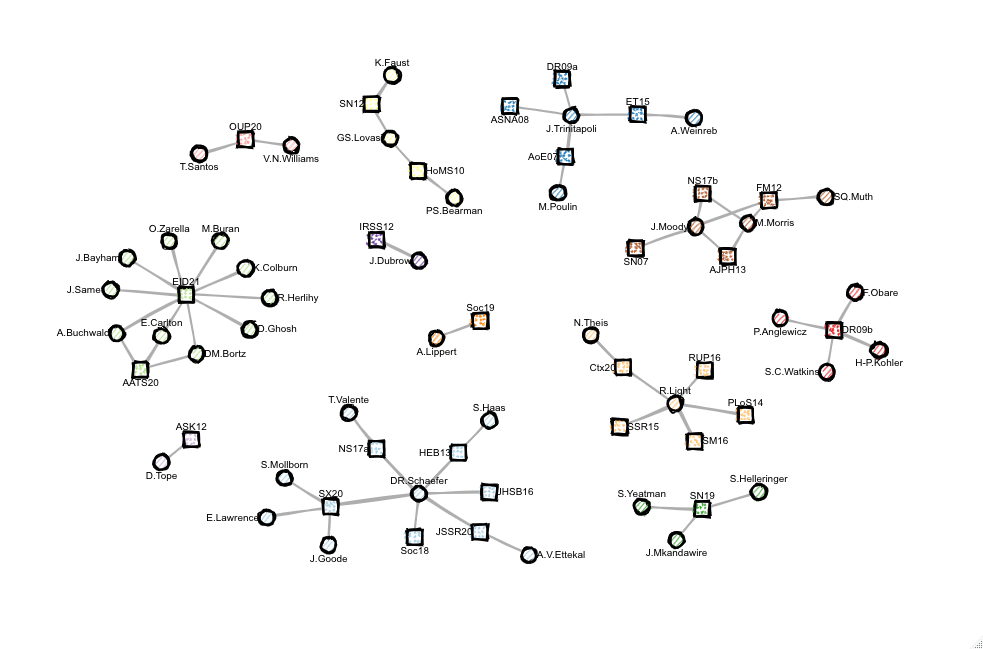 K.Faust
DR09a
SN12
ET15
ASNA08
OUP20
J.Trinitapoli
A.Weinreb
GS.Lovasi
AoE07
T.Santos
V.N.Williams
HoMS10
NS17b
FM12
SQ.Muth
M.Poulin
PS.Bearman
J.Moody
M.Morris
IRSS12
O.Zarella
M.Buran
J.Bayham
J.Dubrow
SN07
AJPH13
K.Colburn
EID21
J.Same
R.Herlihy
F.Obare
Soc19
E.Carlton
N.Theis
A.Buchwald
D.Ghosh
P.Anglewicz
DR09b
A.Lippert
DM.Bortz
RUP16
H-P.Kohler
Ctx20
S.C.Watkins
AATS20
R.Light
T.Valente
S.Haas
PLoS14
ASK12
SSR15
SM16
NS17a
HEB13
D.Tope
S.Mollborn
DR.Schaefer
S.Helleringer
SX20
JHSB16
S.Yeatman
SN19
E.Lawrence
JSSR20
Soc18
J.Goode
A.V.Ettekal
J.Mkandawire